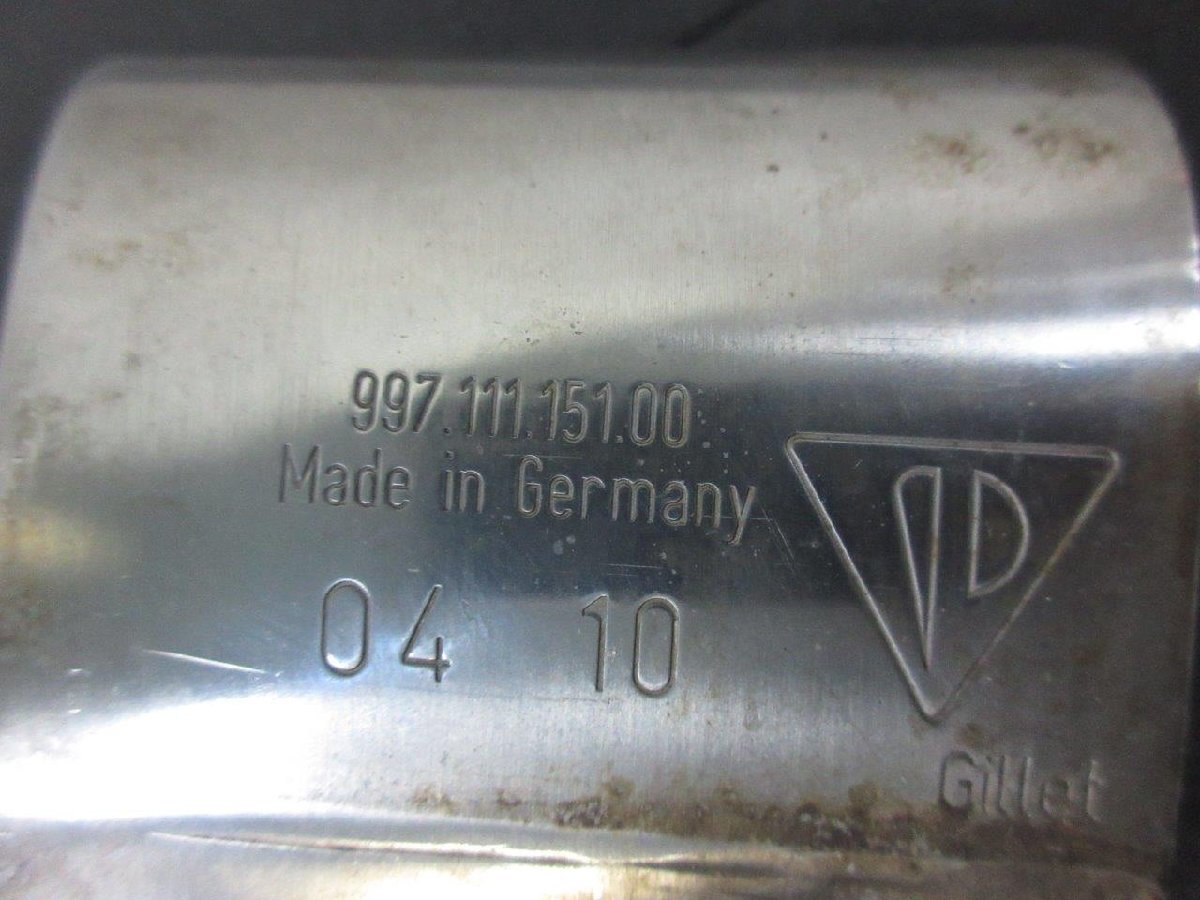 997.111.151.00
Made in Germany
04 10
Gillet